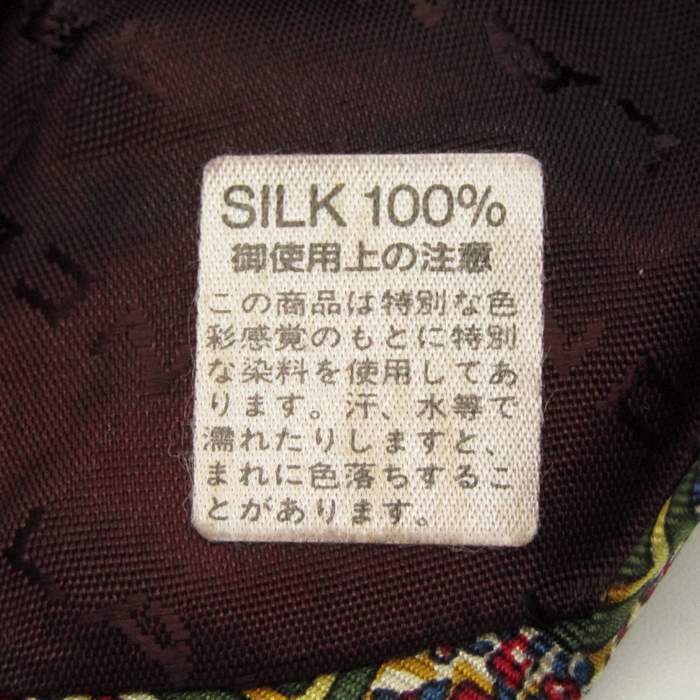 SILK 100%
御使用上の注意
この商品は特別な色
彩感覚のもとに特別
な染料を使用してあ
ります。汗、水等で
濡れたりしますと、
まれに色落ちするこ
とがあります。